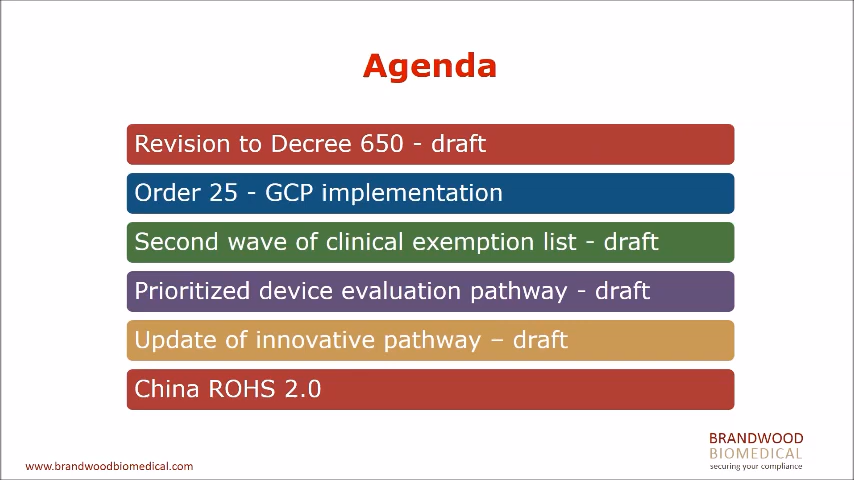 Agenda
Revision to Decree 650 - draft
Order 25 - GCP implementation
Second wave of clinical exemption list - draft
Prioritized device evaluation pathway - draft
Update of innovative pathway – draft
China ROHS 2.0
BRANDWOOD
BIOMEDICAL
securing your compliance
www.brandwoodbiomedical.com